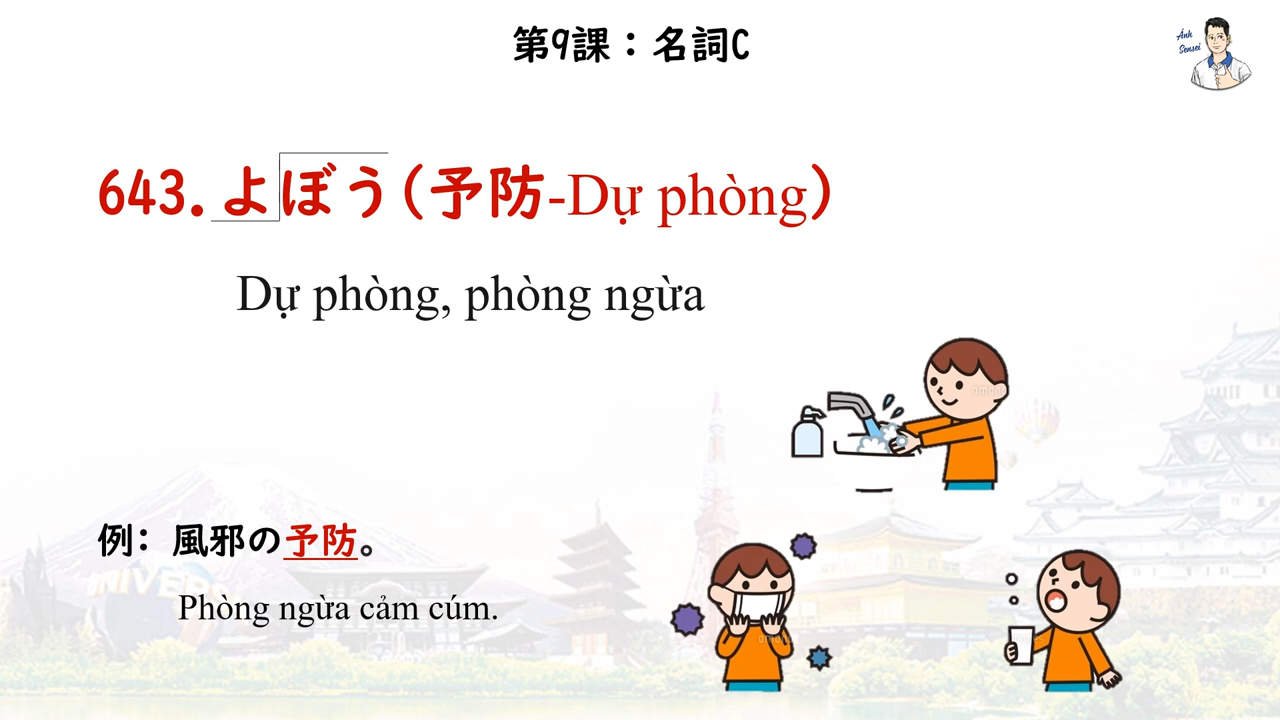 第9課：名詞C
Ánh
Sensei
643. よぼう(予防-Dự phòng)
Dự phòng, phòng ngừa
例: 風邪の予防。
Phòng ngừa cảm cúm.